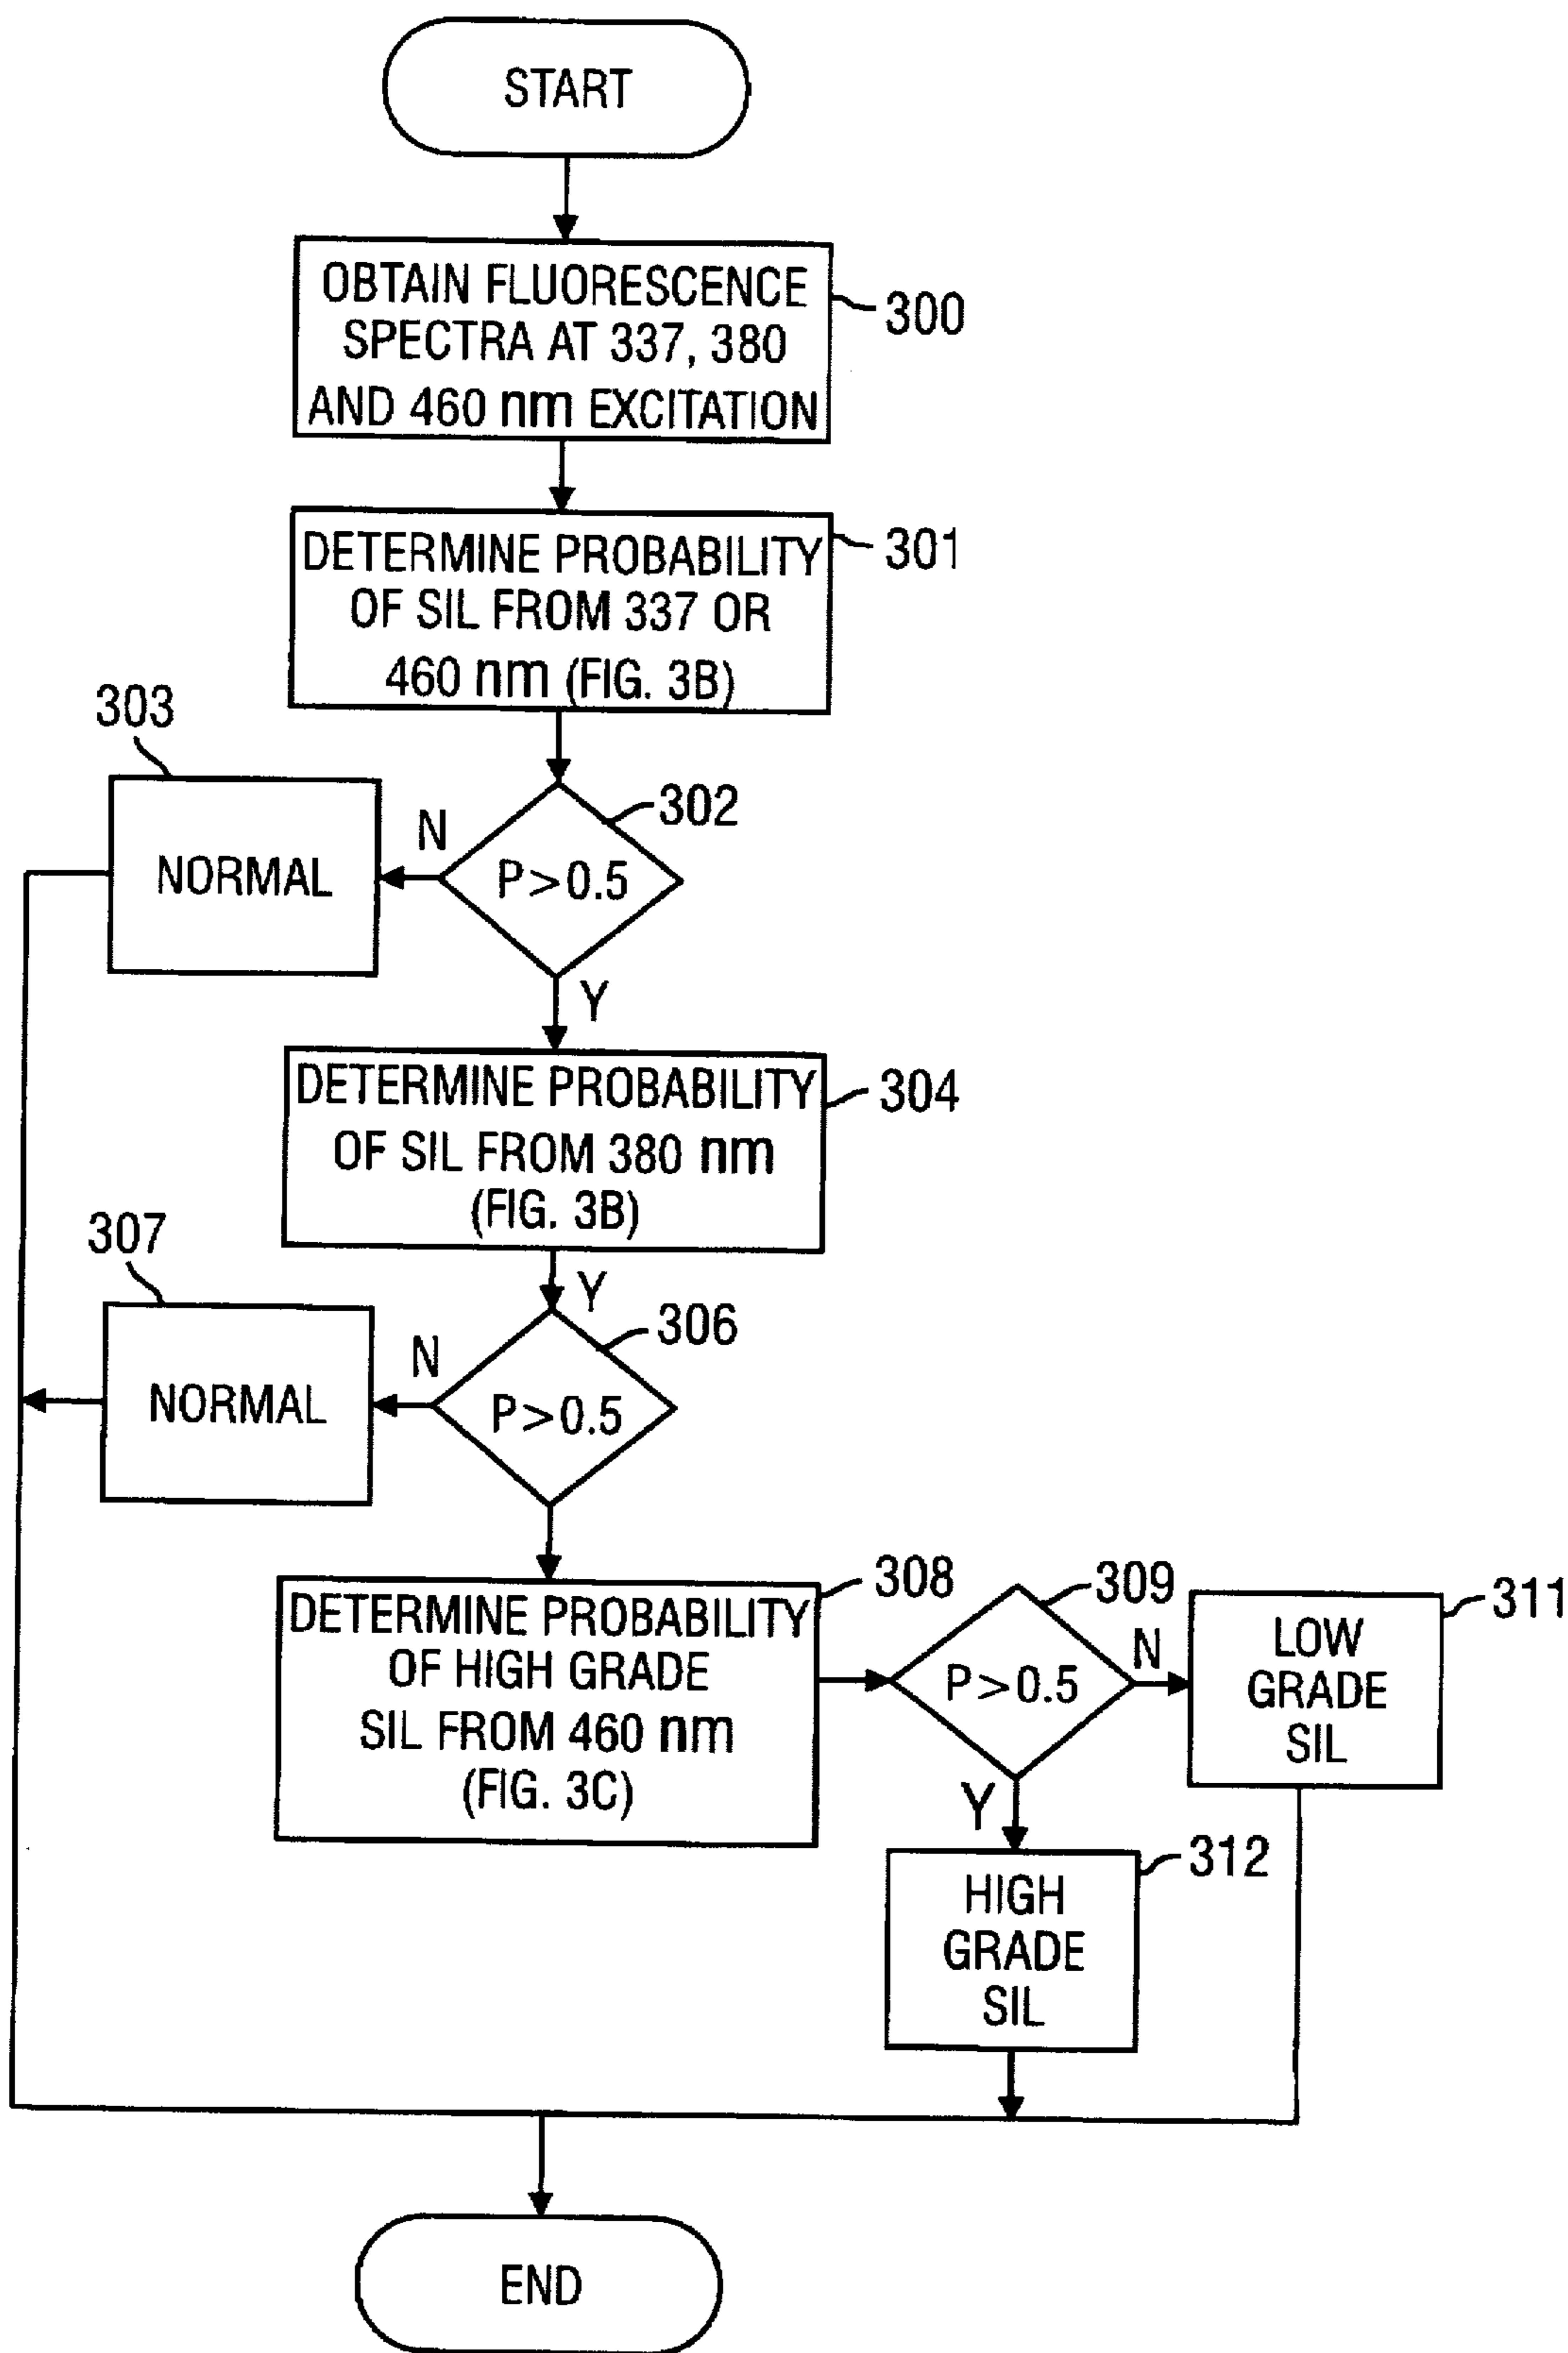 START
OBTAIN FLUORESCENCE
SPECTRA AT 337, 380
AND 460 nm EXCITATION
300
DETERMINE PROBABILITY
OF SIL FROM 337 OR
460 nm (FIG. 3B)
301
303
NORMAL
N
302
P>0.5
Y
DETERMINE PROBABILITY
OF SIL FROM 380 nm
(FIG. 3B)
304
307
NORMAL
Y
N
306
P>0.5
DETERMINE PROBABILITY
OF HIGH GRADE
SIL FROM 460 nm
(FIG. 3C)
308
309
P>0.5
N
311
LOW
GRADE
SIL
Y
312
HIGH
GRADE
SIL
END